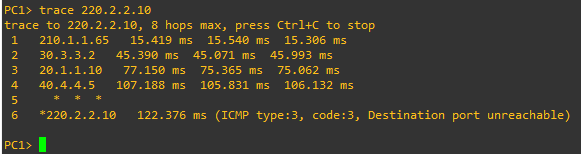 PC1> trace 220.2.2.10
trace to 220.2.2.10, 8 hops max, press Ctrl+C to stop
1 210.1.1.65 15.419 ms 15.540 ms 15.306 ms
2 30.3.3.2 45.390 ms 45.071 ms 45.993 ms
3 20.1.1.10 77.150 ms 75.365 ms 75.062 ms
4 40.4.4.5 107.188 ms 105.831 ms 106.132 ms
5 * * *
6 *220.2.2.10 122.376 ms (ICMP type:3, code:3, Destination port unreachable)
PC1>